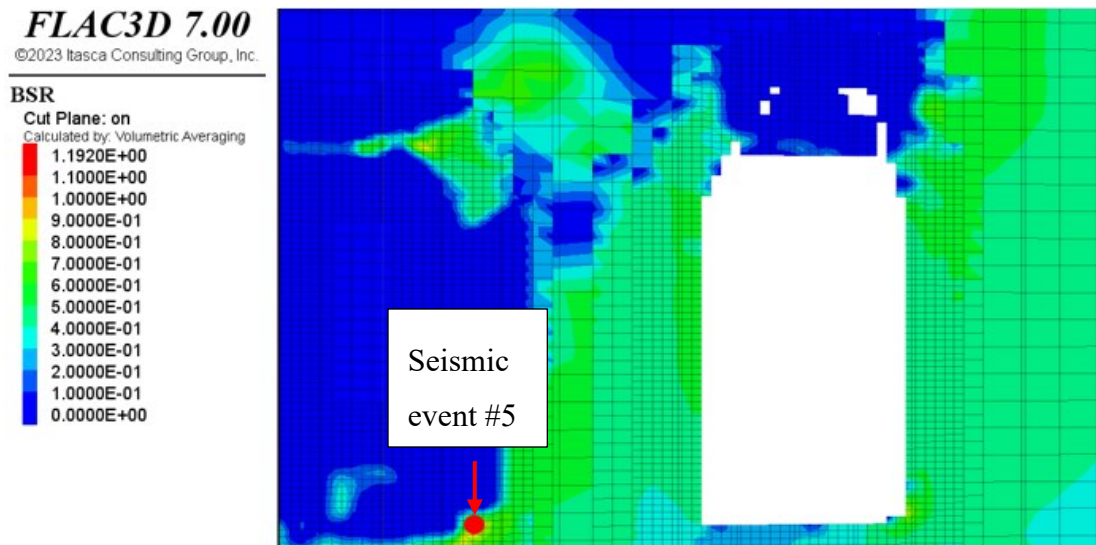 FLAC3D 7.00
©2023 Itasca Consulting Group, Inc.
BSR
Cut Plane: on
Calculated by: Volumetric Averaging
1.1920E+00
1.1000E+00
1.0000E+00
9.0000E-01
8.0000E-01
7.0000E-01
6.0000E-01
5.0000E-01
4.0000E-01
3.0000E-01
2.0000E-01
1.0000E-01
0.0000E+00
Seismic
event #5